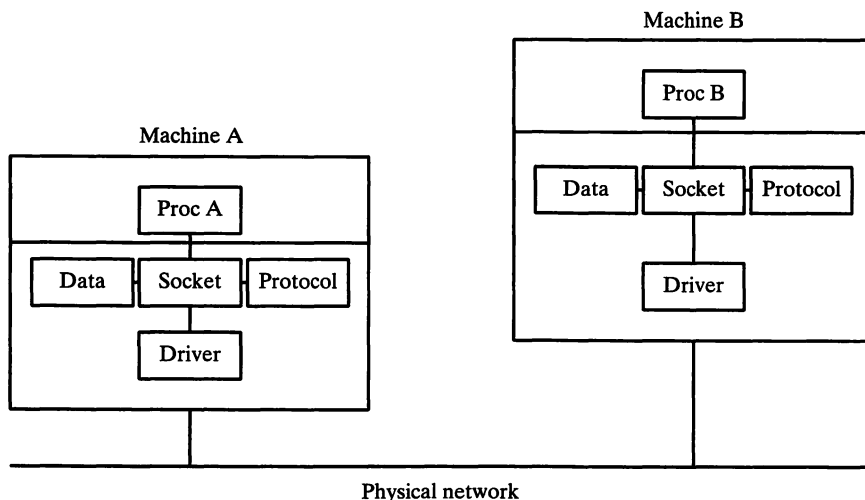 Machine B
Proc B
Data Socket Protocol
Driver
Machine A
Proc A
Data Socket Protocol
Driver
Physical network